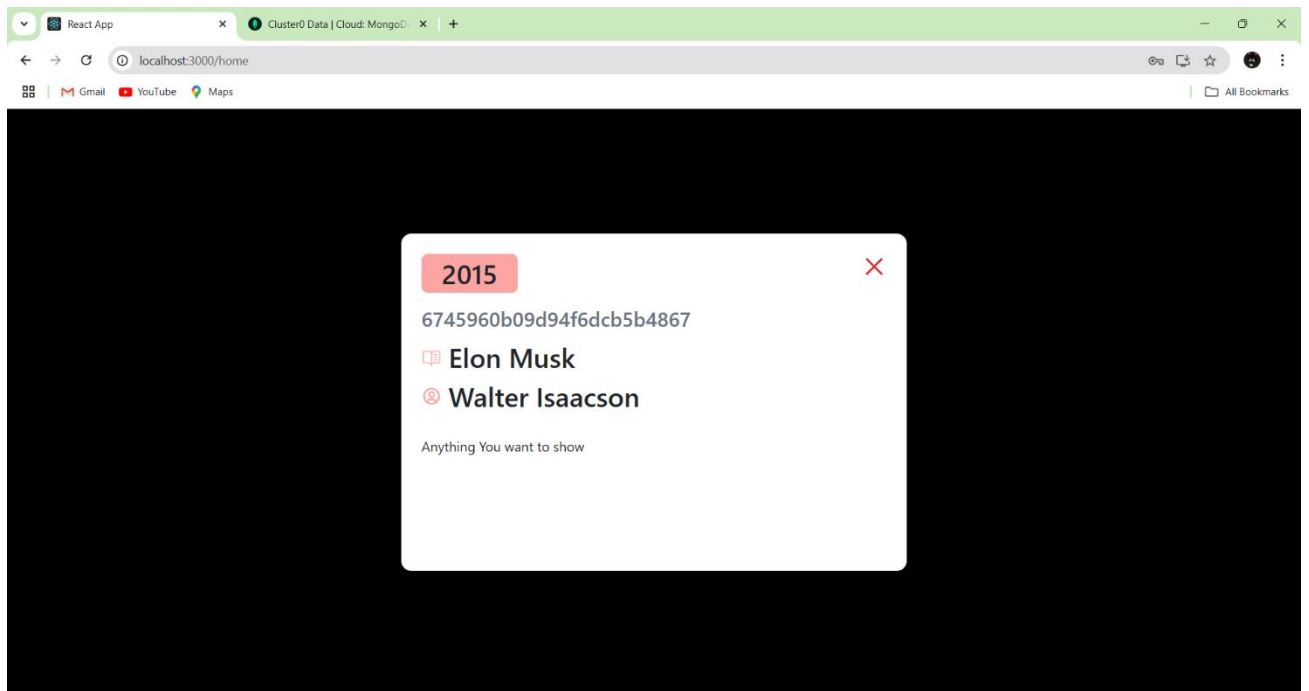 React App
Cluster0 Data | Cloud: MongoD
localhost:3000/home
Gmail YouTube Maps
All Bookmarks
2015
6745960b09d94f6dcb5b4867
Elon Musk
Walter Isaacson
Anything You want to show